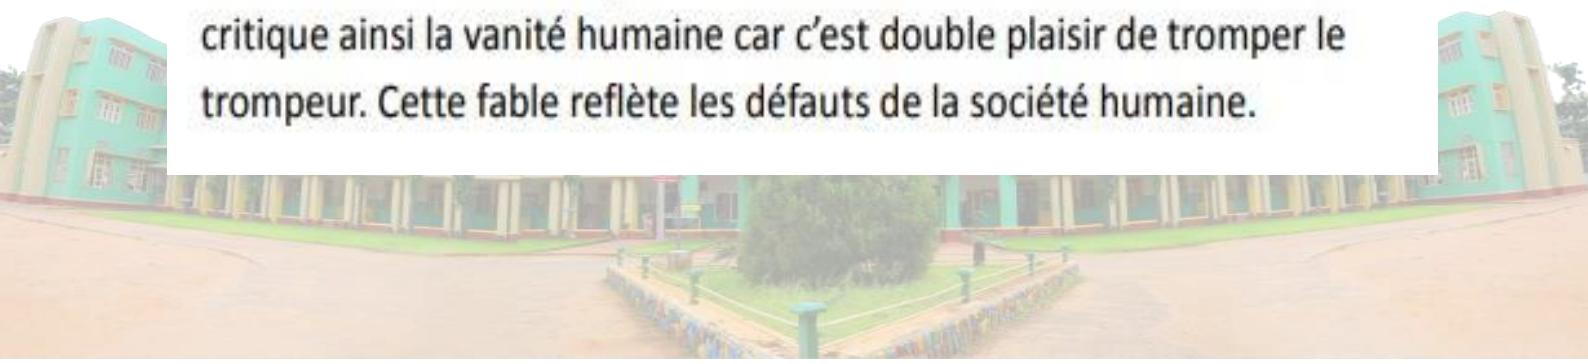 critique ainsi la vanité humaine car c'est double plaisir de tromper le
trompeur. Cette fable reflète les défauts de la société humaine.